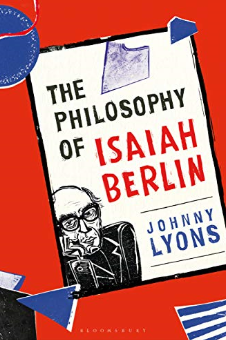 THE
PHILOSOPHY
OF ISAIAH
BERLIN
JOHNNY
LYONS
BLOOMSBURY